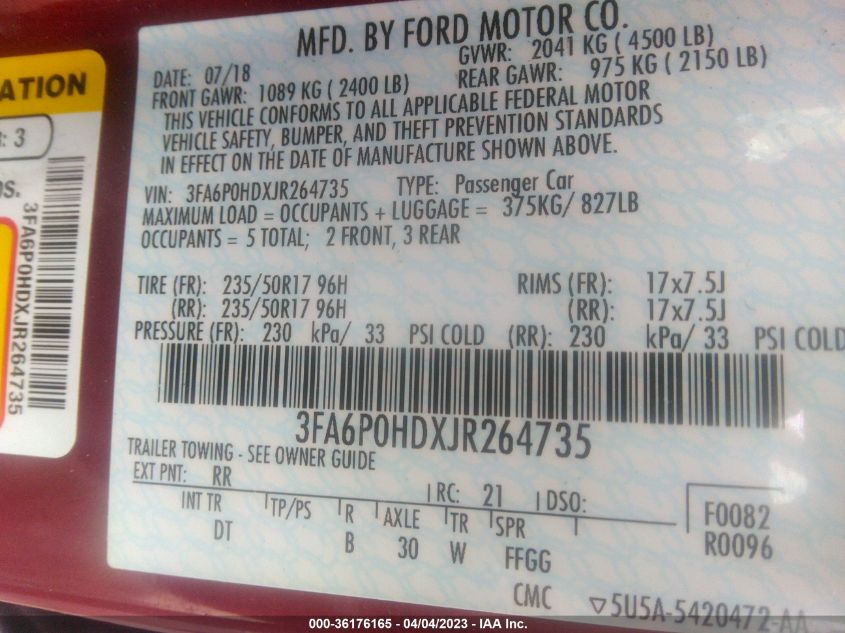 MFD. BY FORD MOTOR CO.
DATE: 07/18 GVWR: 2041 KG ( 4500 LB)
FRONT GAWR: 1089 KG ( 2400 LB) REAR GAWR: 975 KG ( 2150 LB)
THIS VEHICLE CONFORMS TO ALL APPLICABLE FEDERAL MOTOR
VEHICLE SAFETY, BUMPER, AND THEFT PREVENTION STANDARDS
IN EFFECT ON THE DATE OF MANUFACTURE SHOWN ABOVE.
VIN: 3FA6P0HDXJR264735 TYPE: Passenger Car
MAXIMUM LOAD = OCCUPANTS + LUGGAGE = 375KG/ 827LB
OCCUPANTS = 5 TOTAL; 2 FRONT, 3 REAR
TIRE (FR): 235/50R17 96H RIMS (FR): 17x7.5J
(RR): 235/50R17 96H (RR): 17x7.5J
PRESSURE (FR): 230 kPa/ 33 PSI COLD (RR): 230 kPa/ 33 PSI COLD
3FA6P0HDXJR264735
TRAILER TOWING - SEE OWNER GUIDE
EXT PNT: RR RC: 21 DSO:
INT TR TP/PS R AXLE TR SPR
DT B 30 W FFGG
F0082
R0096
CMC 5U5A-5420472-AA
ATION
: 3
3FA6P0HDXJR264735
000-36176165 - 04/04/2023 - IAA Inc.